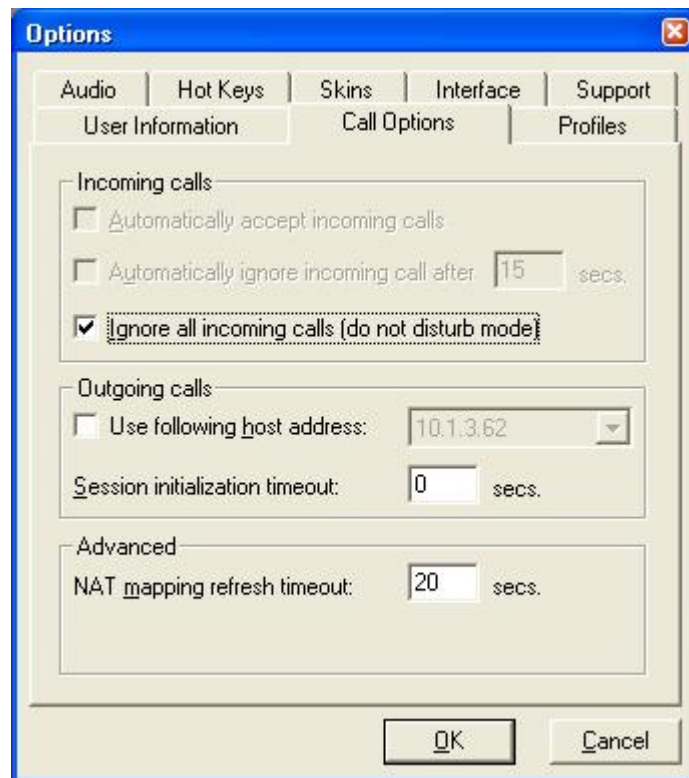 Options
Audio Hot Keys Skins Interface Support
User Information Call Options Profiles
Incoming calls
Automatically accept incoming calls
Automatically ignore incoming call after 15 secs.
Ignore all incoming calls (do not disturb mode)
Outgoing calls
Use following host address: 10.1.3.62
Session initialization timeout: 0 secs.
Advanced
NAT mapping refresh timeout: 20 secs.
OK Cancel